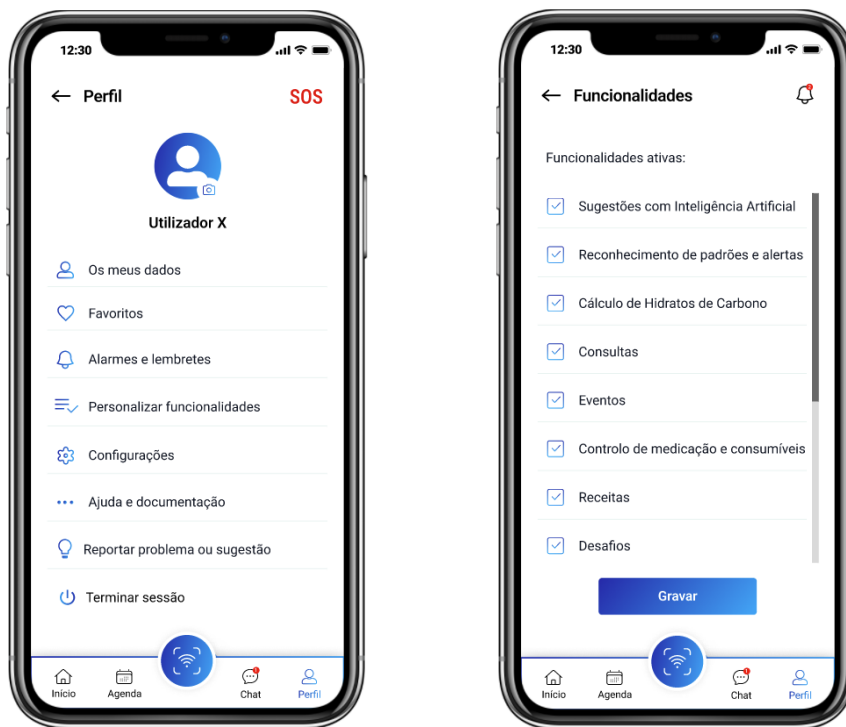 12:30
Perfil
SOS
Utilizador X
Os meus dados
Favoritos
Alarmes e lembretes
Personalizar funcionalidades
Configurações
Ajuda e documentação
Reportar problema ou sugestão
Terminar sessão
Início
Agenda
Chat
Perfil
12:30
Funcionalidades
Funcionalidades ativas:
Sugestões com Inteligência Artificial
Reconhecimento de padrões e alertas
Cálculo de Hidratos de Carbono
Consultas
Eventos
Controlo de medicação e consumíveis
Receitas
Desafios
Gravar
Início
Agenda
Chat
Perfil